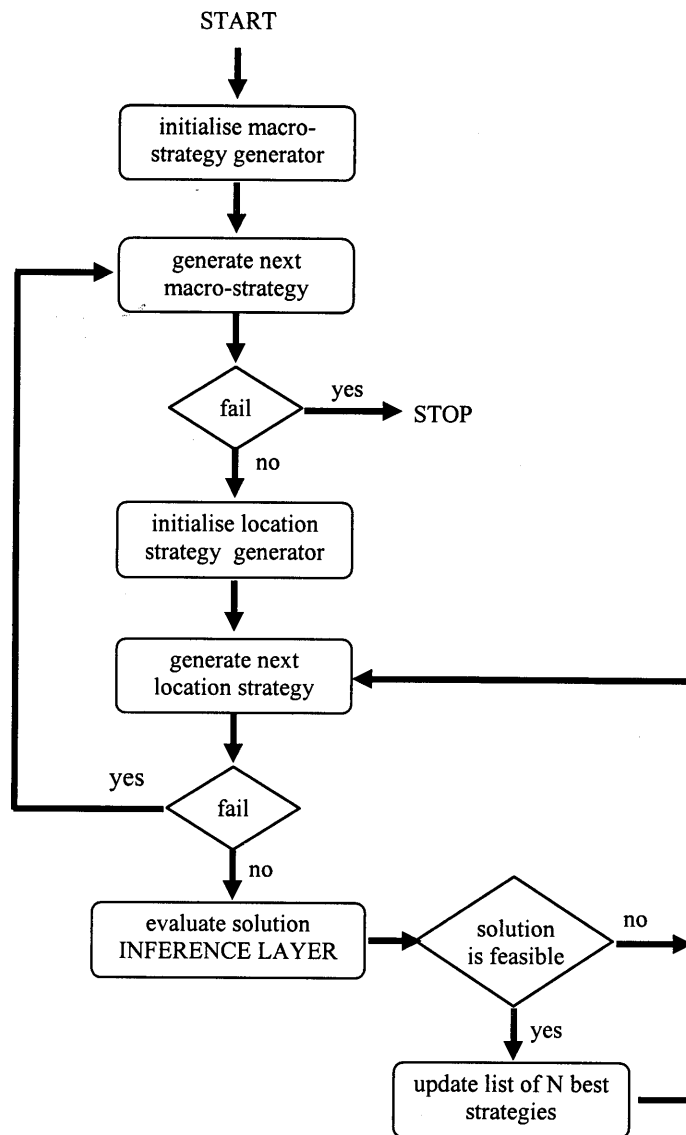 START
initialise macro-
strategy generator
generate next
macro-strategy
fail
yes
STOP
no
initialise location
strategy generator
generate next
location strategy
yes
fail
no
evaluate solution
INFERENCE LAYER
solution
is feasible
no
yes
update list of N best
strategies